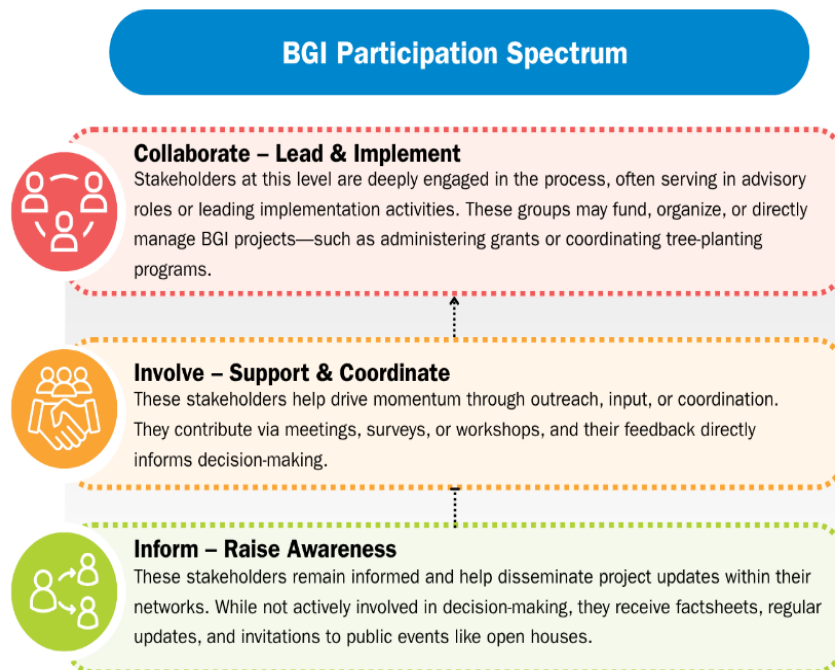 BGI Participation Spectrum
Collaborate – Lead & Implement
Stakeholders at this level are deeply engaged in the process, often serving in advisory
roles or leading implementation activities. These groups may fund, organize, or directly
manage BGI projects—such as administering grants or coordinating tree-planting
programs.
Involve – Support & Coordinate
These stakeholders help drive momentum through outreach, input, or coordination.
They contribute via meetings, surveys, or workshops, and their feedback directly
informs decision-making.
Inform – Raise Awareness
These stakeholders remain informed and help disseminate project updates within their
networks. While not actively involved in decision-making, they receive factsheets, regular
updates, and invitations to public events like open houses.